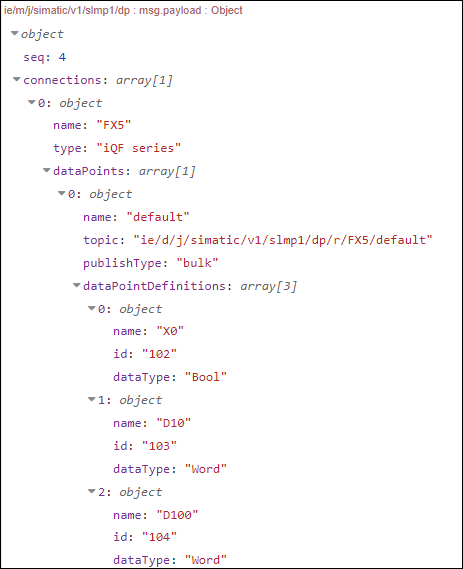 ie/m/j/simatic/v1/slmp1/dp : msg.payload : Object
object
seq: 4
connections: array[1]
0: object
name: "FX5"
type: "iQF series"
dataPoints: array[1]
0: object
name: "default"
topic: "ie/d/j/simatic/v1/slmp1/dp/r/FX5/default"
publishType: "bulk"
dataPointDefinitions: array[3]
0: object
name: "X0"
id: "102"
dataType: "Bool"
1: object
name: "D10"
id: "103"
dataType: "Word"
2: object
name: "D100"
id: "104"
dataType: "Word"